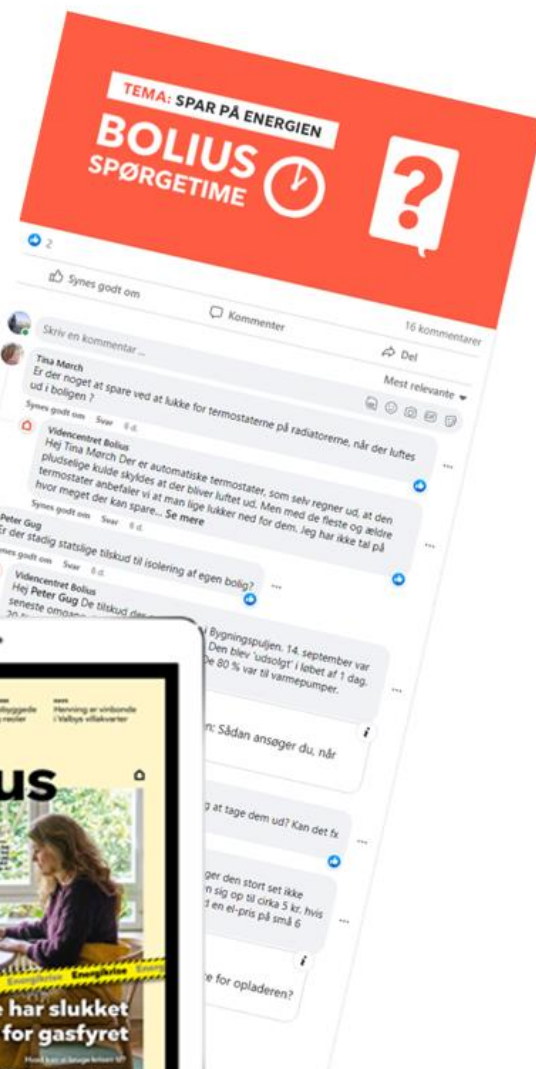 TEMA: SPAR PÅ ENERGIEN
BOLIUS
SPØRGETIME
?
2
16 kommentarer
Synes godt om
Kommenter
Del
Mest relevante
Skriv en kommentar ...
Tina Mørch
Er der noget at spare ved at lukke for termostaterne på radiatorerne, når der luftes
ud i boligen ?
Synes godt om Svar 6 d.
Videncentret Bolius
Hej Tina Mørch Der er automatiske termostater, som selv regner ud, at den
pludselige kulde skyldes at der bliver luftet ud. Men med de fleste og ældre
termostater anbefaler vi at man lige lukker ned for dem. Jeg har ikke tal på
hvor meget der kan spare... Se mere
Synes godt om Svar 6 d.
Peter Gug
Er der stadig statslige tilskud til isolering af egen bolig?
Synes godt om Svar 6 d.
Videncentret Bolius
Hej Peter Gug De tilskud der
i Bygningspuljen. 14. september var
seneste omgang
Den blev 'udsolgt' i løbet af 1 dag.
De 80 % var til varmepumper.
n: Sådan ansøger du, når
g at tage dem ud? Kan det fx
ger den stort set ikke
n sig op til cirka 5 kr. hvis
d en el-pris på små 6
e for opladeren?
Henning er vinbonde
i Valbys villakvarter
us
Energikrise
e har slukket
for gasfyret